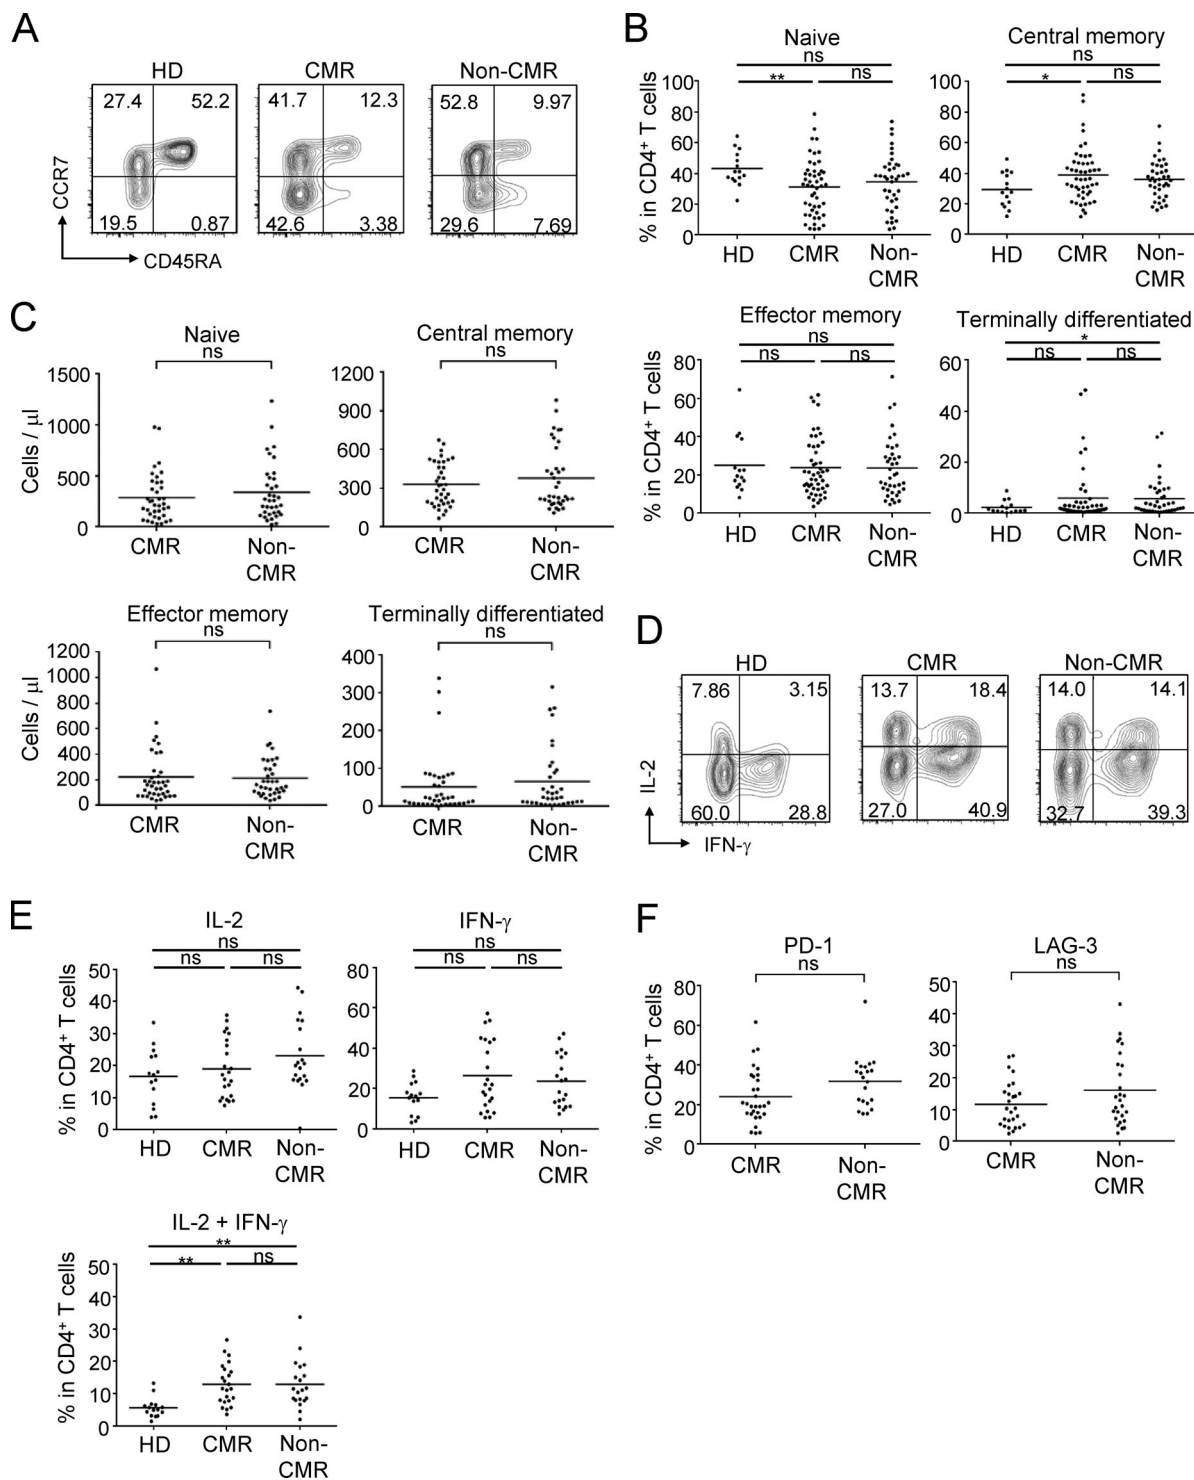 A
HD
CMR
Non-CMR
27.4
52.2
41.7
12.3
52.8
9.97
CCR7
19.5
0.87
42.6
3.38
29.6
7.69
CD45RA
B
Naive
ns
** ns
% in CD4+ T cells
100
80
60
40
20
0
HD
CMR
Non-
CMR
Central memory
ns
* ns
100
80
60
40
20
0
HD
CMR
Non-
CMR
Effector memory
ns
ns ns
% in CD4+ T cells
80
60
40
20
0
HD
CMR
Non-
CMR
Terminally differentiated
*
ns ns
60
40
20
0
HD
CMR
Non-
CMR
C
Naive
ns
Cells / µl
1500
1000
500
0
CMR
Non-
CMR
Central memory
ns
1200
900
600
300
0
CMR
Non-
CMR
Effector memory
ns
Cells / µl
1200
1000
800
600
400
200
0
CMR
Non-
CMR
Terminally differentiated
ns
400
300
200
100
0
CMR
Non-
CMR
D
HD
CMR
Non-CMR
7.86
3.15
13.7
18.4
14.0
14.1
IL-2
60.0
28.8
27.0
40.9
32.7
39.3
IFN-γ
E
IL-2
ns
ns ns
% in CD4+ T cells
50
40
30
20
10
0
HD
CMR
Non-
CMR
IFN-γ
ns
ns ns
80
60
40
20
0
HD
CMR
Non-
CMR
IL-2 + IFN-γ
**
** ns
% in CD4+ T cells
50
40
30
20
10
0
HD
CMR
Non-
CMR
F
PD-1
ns
% in CD4+ T cells
80
60
40
20
0
CMR
Non-
CMR
LAG-3
ns
50
40
30
20
10
0
CMR
Non-
CMR